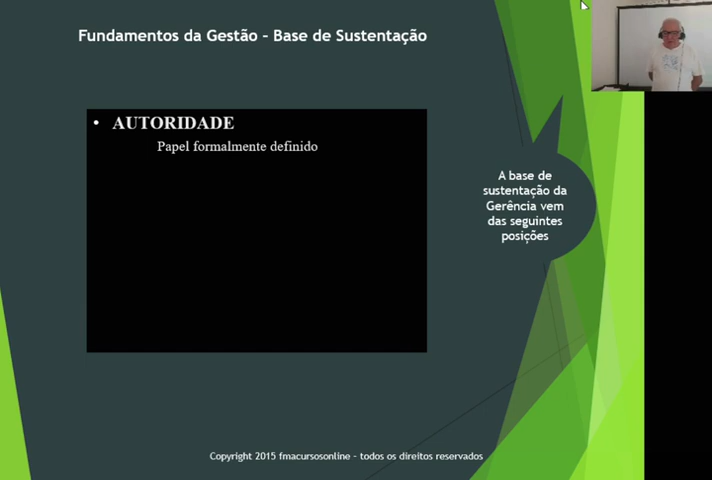 Fundamentos da Gestão - Base de Sustentação
• AUTORIDADE
Papel formalmente definido
A base de
sustentação da
Gerência vem
das seguintes
posições
Copyright 2015 fmacursosonline - todos os direitos reservados